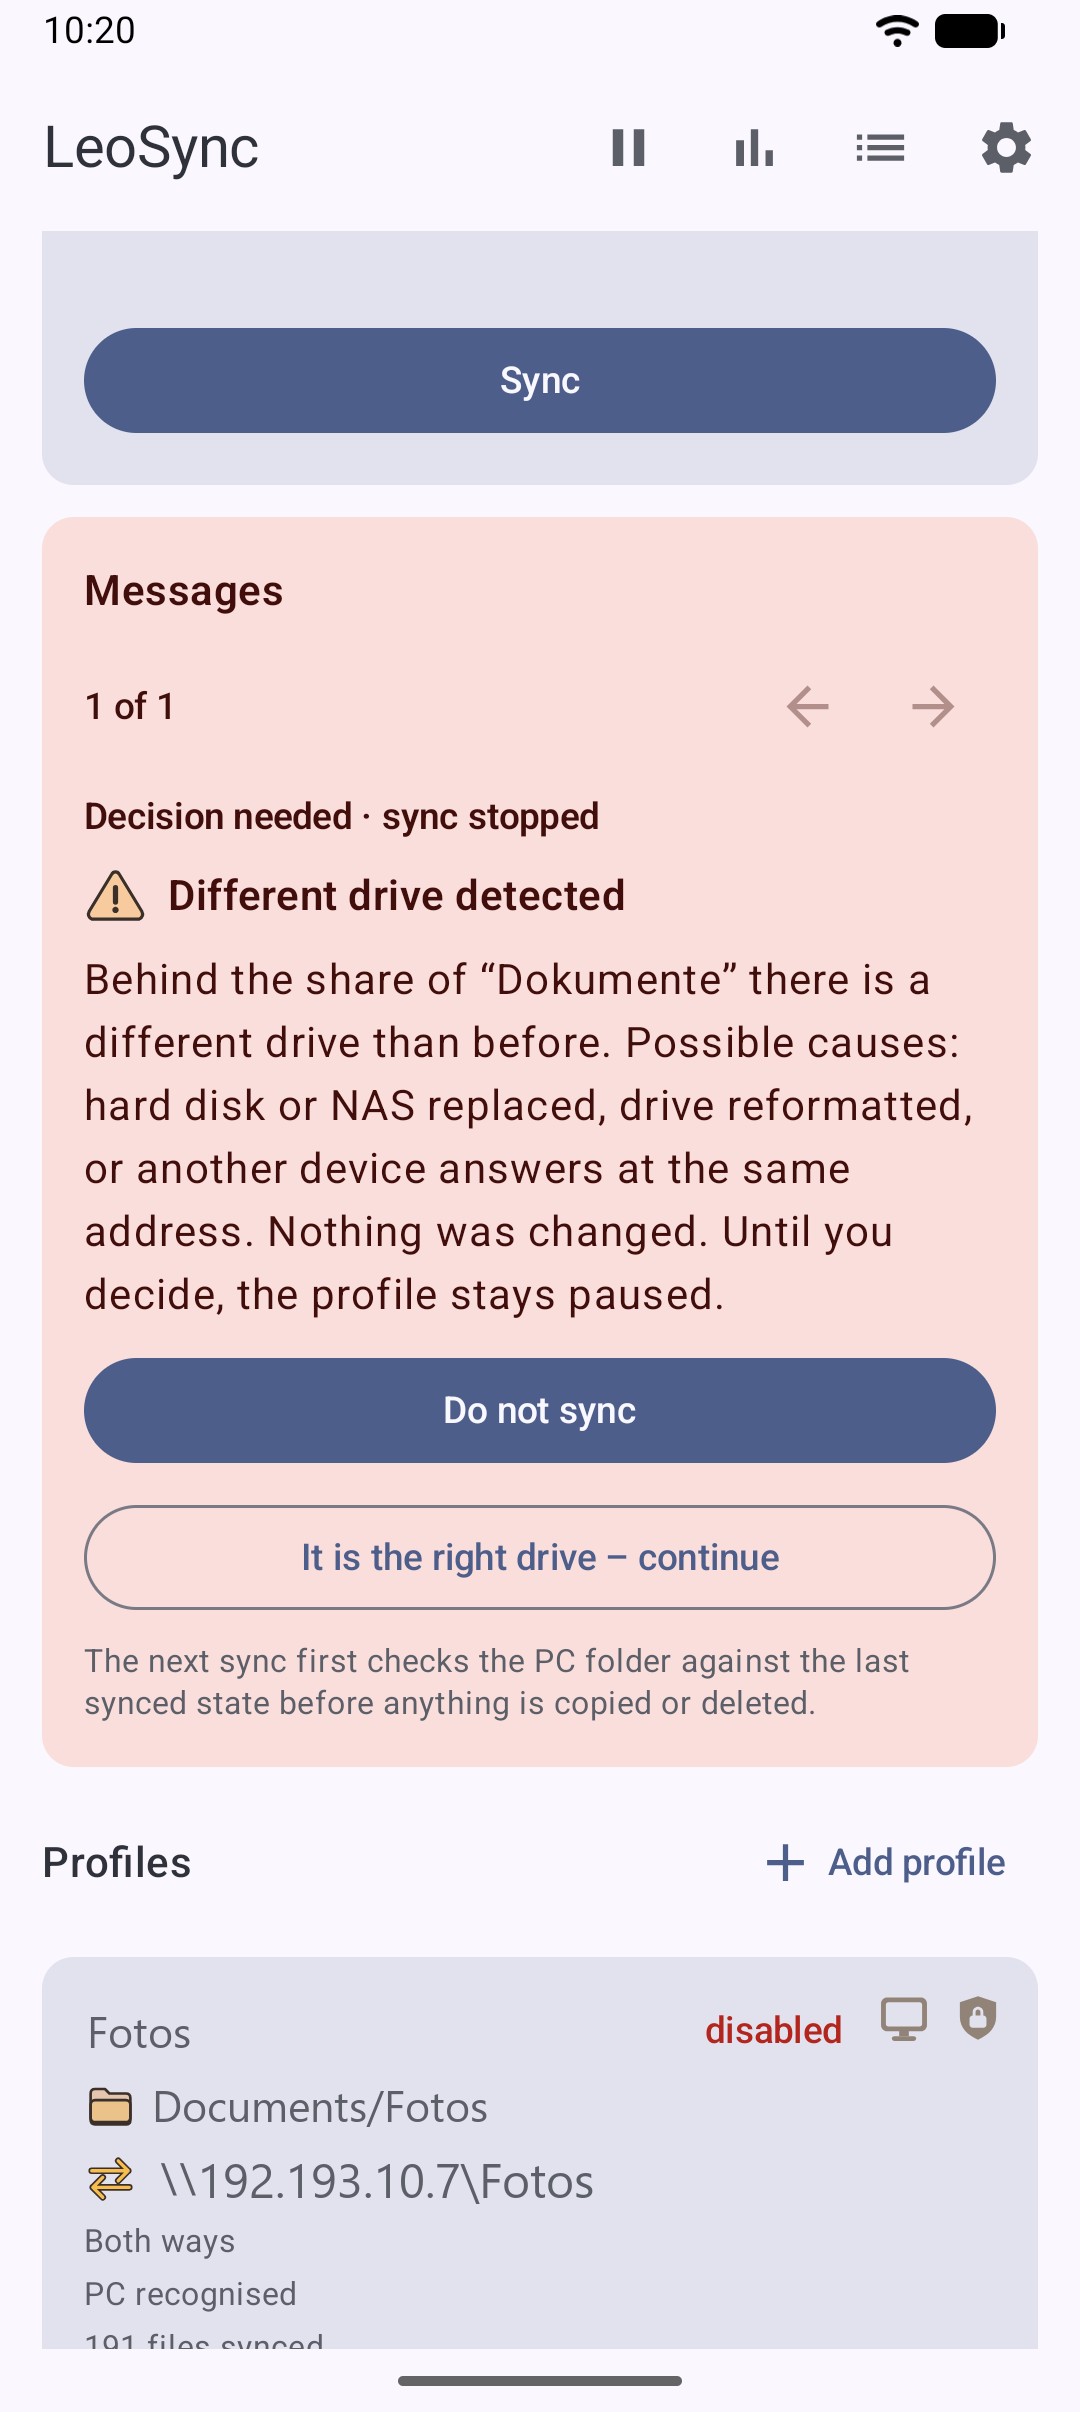 10:20
LeoSync
Sync
Messages
1 of 1
Decision needed · sync stopped
Different drive detected
Behind the share of “Dokumente” there is a
different drive than before. Possible causes:
hard disk or NAS replaced, drive reformatted,
or another device answers at the same
address. Nothing was changed. Until you
decide, the profile stays paused.
Do not sync
It is the right drive – continue
The next sync first checks the PC folder against the last
synced state before anything is copied or deleted.
Profiles
Add profile
Fotos
disabled
Documents/Fotos
\\192.193.10.7\Fotos
Both ways
PC recognised
191 files synced